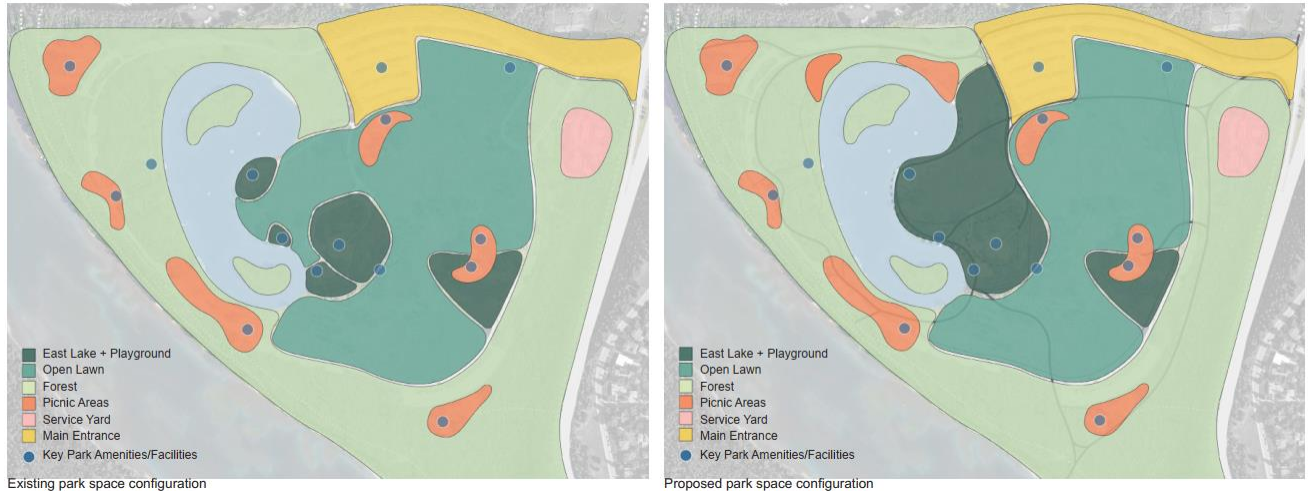 East Lake + Playground
Open Lawn
Forest
Picnic Areas
Service Yard
Main Entrance
Key Park Amenities/Facilities
Existing park space configuration
East Lake + Playground
Open Lawn
Forest
Picnic Areas
Service Yard
Main Entrance
Key Park Amenities/Facilities
Proposed park space configuration